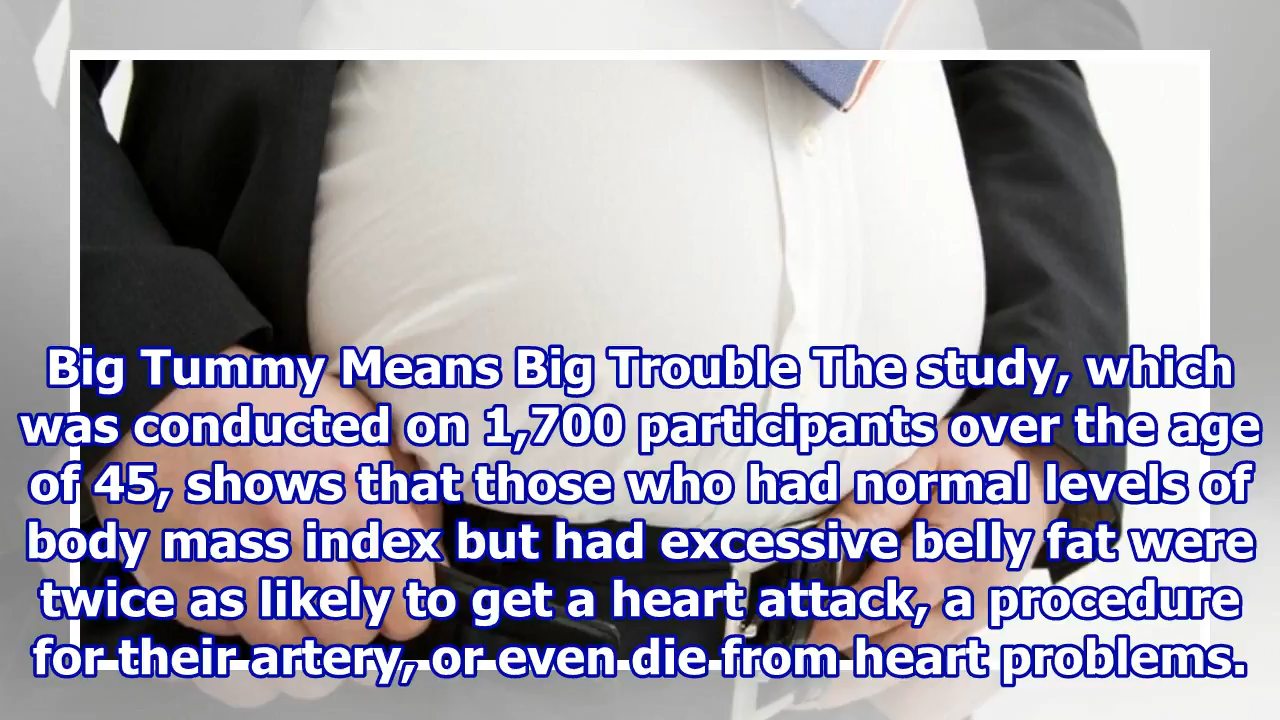 Big Tummy Means Big Trouble The study, which
was conducted on 1,700 participants over the age
of 45, shows that those who had normal levels of
body mass index but had excessive belly fat were
twice as likely to get a heart attack, a procedure
for their artery, or even die from heart problems.